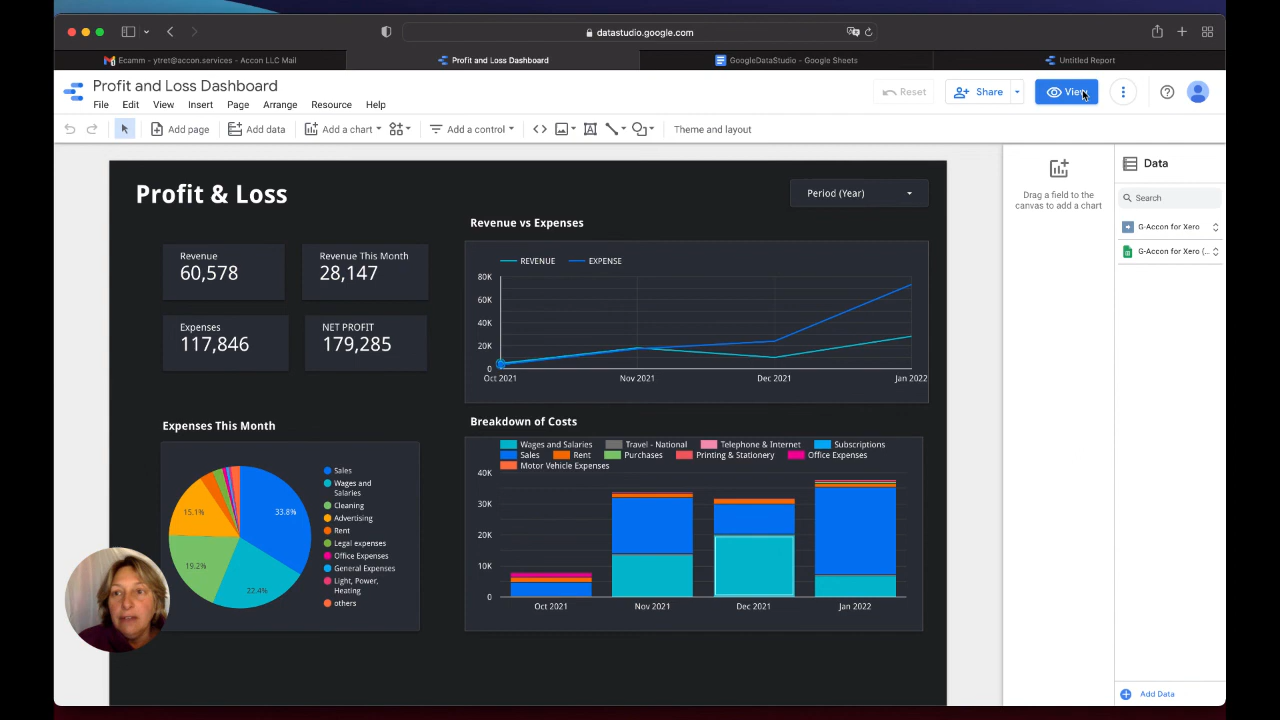 datastudio.google.com
Ecamm - ytret@accon.services - Accon LLC Mail
Profit and Loss Dashboard
GoogleDataStudio - Google Sheets
Untitled Report
Profit and Loss Dashboard
Reset
Share
View
File Edit View Insert Page Arrange Resource Help
Add page
Add data
Add a chart
Add a control
Theme and layout
Data
Search
G-Accon for Xero
G-Accon for Xero (...
Drag a field to the
canvas to add a chart
Add Data
Profit & Loss
Period (Year)
Revenue
60,578
Revenue This Month
28,147
Expenses
117,846
NET PROFIT
179,285
Revenue vs Expenses
REVENUE EXPENSE
80K
60K
40K
20K
0
Oct 2021 Nov 2021 Dec 2021 Jan 2022
Expenses This Month
33.8%
22.4%
19.2%
15.1%
Sales
Wages and
Salaries
Cleaning
Advertising
Rent
Legal expenses
Office Expenses
General Expenses
Light, Power,
Heating
others
Breakdown of Costs
Wages and Salaries Travel - National Telephone & Internet Subscriptions
Sales Rent Purchases Printing & Stationery Office Expenses
Motor Vehicle Expenses
40K
30K
20K
10K
0
Oct 2021 Nov 2021 Dec 2021 Jan 2022